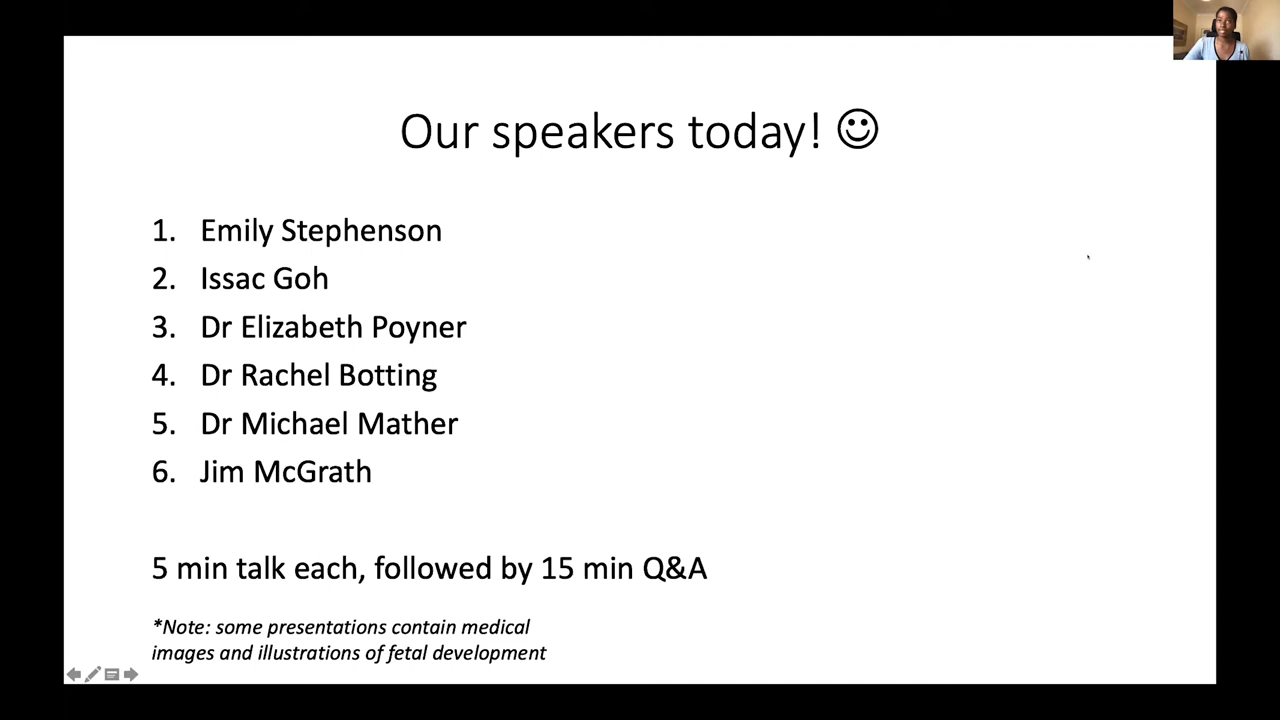 Our speakers today! ☺
1. Emily Stephenson
2. Issac Goh
3. Dr Elizabeth Poyner
4. Dr Rachel Botting
5. Dr Michael Mather
6. Jim McGrath
5 min talk each, followed by 15 min Q&A
*Note: some presentations contain medical
images and illustrations of fetal development